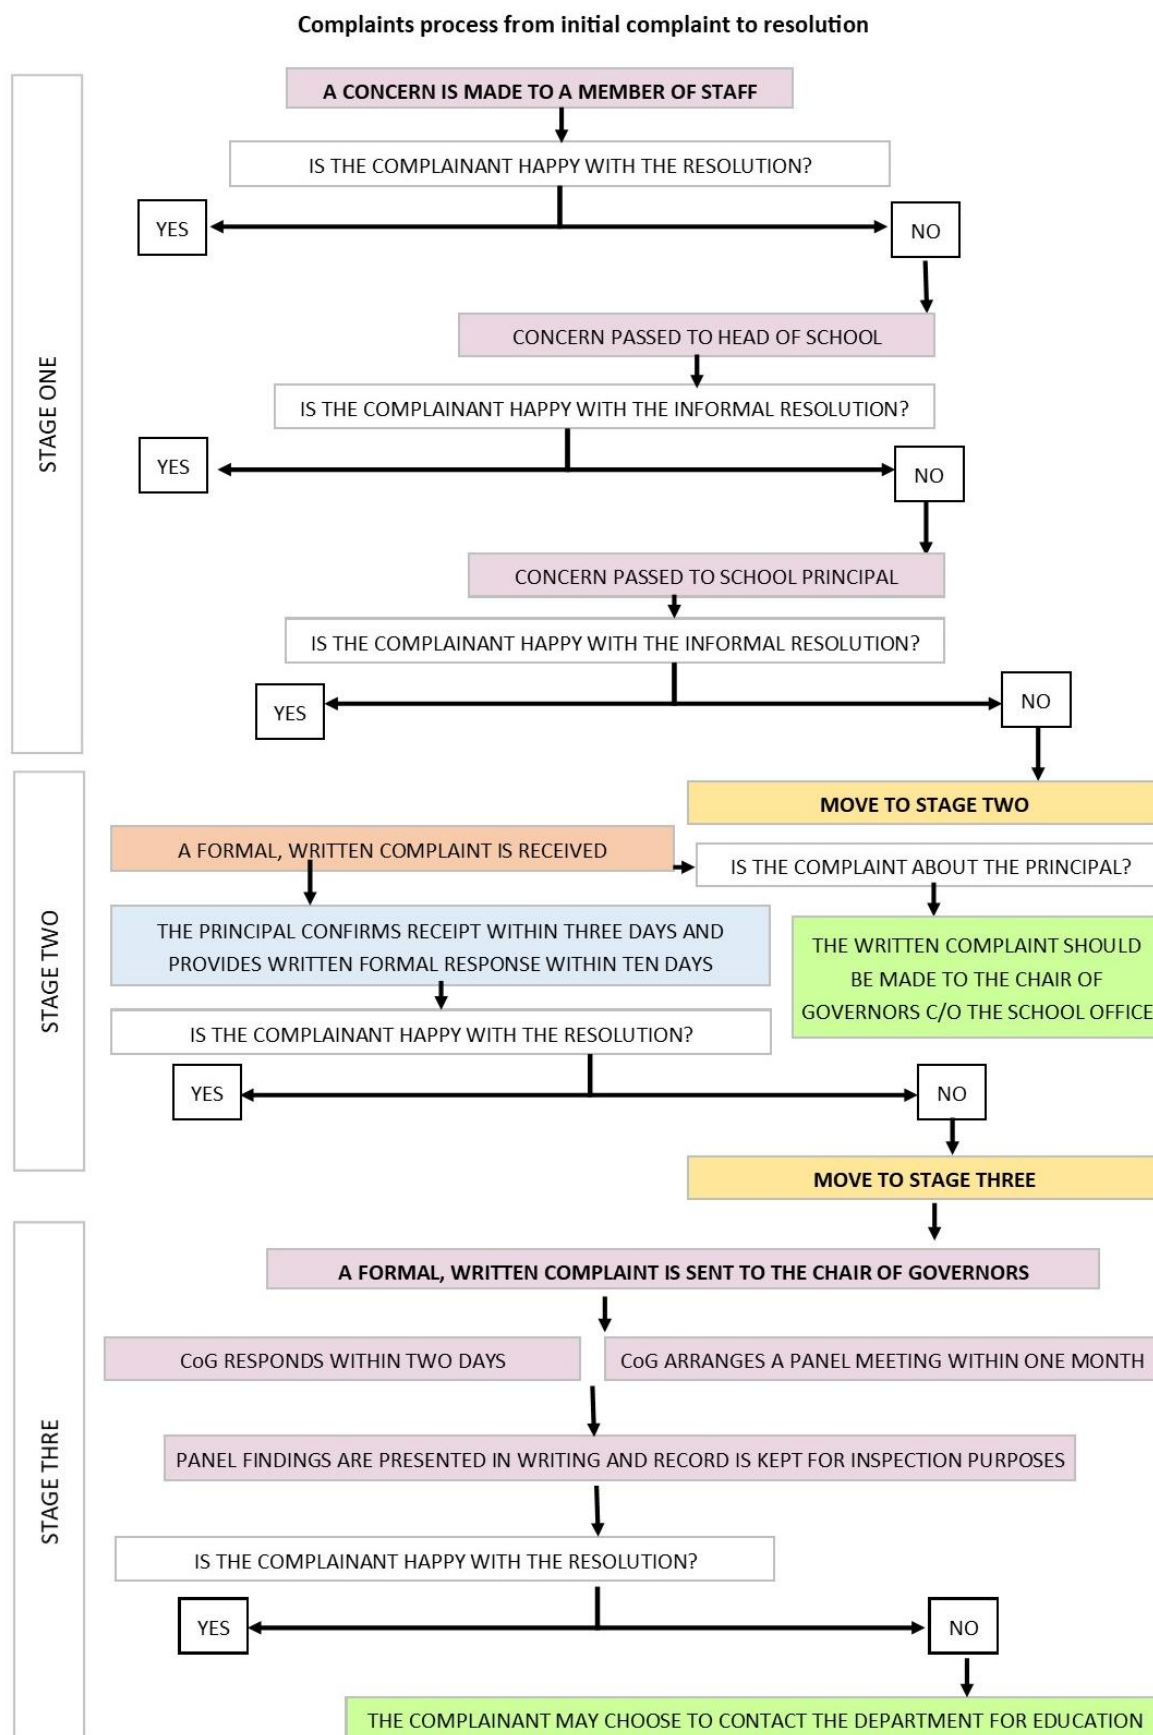 Complaints process from initial complaint to resolution
STAGE ONE
A CONCERN IS MADE TO A MEMBER OF STAFF
IS THE COMPLAINANT HAPPY WITH THE RESOLUTION?
YES
NO
CONCERN PASSED TO HEAD OF SCHOOL
IS THE COMPLAINANT HAPPY WITH THE INFORMAL RESOLUTION?
YES
NO
CONCERN PASSED TO SCHOOL PRINCIPAL
IS THE COMPLAINANT HAPPY WITH THE INFORMAL RESOLUTION?
YES
NO
STAGE TWO
MOVE TO STAGE TWO
A FORMAL, WRITTEN COMPLAINT IS RECEIVED
IS THE COMPLAINT ABOUT THE PRINCIPAL?
THE PRINCIPAL CONFIRMS RECEIPT WITHIN THREE DAYS AND
PROVIDES WRITTEN FORMAL RESPONSE WITHIN TEN DAYS
THE WRITTEN COMPLAINT SHOULD
BE MADE TO THE CHAIR OF
GOVERNORS C/O THE SCHOOL OFFICE
IS THE COMPLAINANT HAPPY WITH THE RESOLUTION?
YES
NO
MOVE TO STAGE THREE
STAGE THRE
A FORMAL, WRITTEN COMPLAINT IS SENT TO THE CHAIR OF GOVERNORS
CoG RESPONDS WITHIN TWO DAYS
CoG ARRANGES A PANEL MEETING WITHIN ONE MONTH
PANEL FINDINGS ARE PRESENTED IN WRITING AND RECORD IS KEPT FOR INSPECTION PURPOSES
IS THE COMPLAINANT HAPPY WITH THE RESOLUTION?
YES
NO
THE COMPLAINANT MAY CHOOSE TO CONTACT THE DEPARTMENT FOR EDUCATION